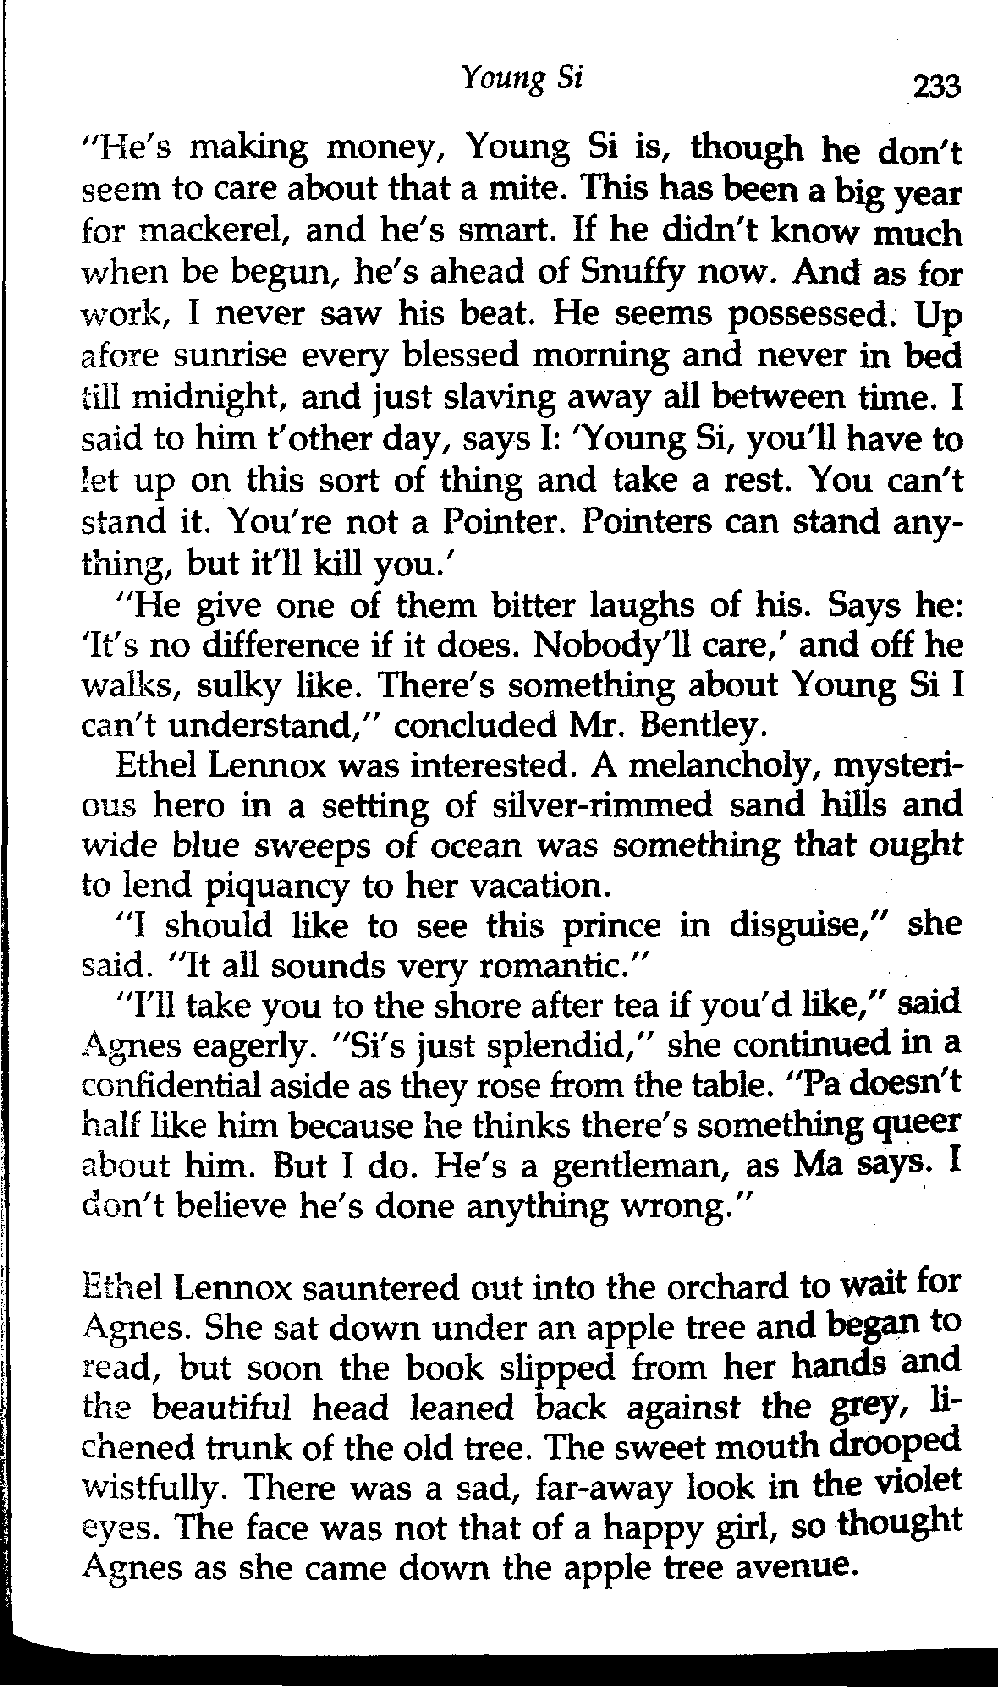 Young Si 233
"He's making money, Young Si is, though he don't
seem to care about that a mite. This has been a big year
for mackerel, and he's smart. If he didn't know much
when be begun, he's ahead of Snuffy now. And as for
work, I never saw his beat. He seems possessed. Up
afore sunrise every blessed morning and never in bed
till midnight, and just slaving away all between time. I
said to him t'other day, says I: 'Young Si, you'll have to
let up on this sort of thing and take a rest. You can't
stand it. You're not a Pointer. Pointers can stand any-
thing, but it'll kill you.'
"He give one of them bitter laughs of his. Says he:
'It's no difference if it does. Nobody'll care,' and off he
walks, sulky like. There's something about Young Si I
can't understand," concluded Mr. Bentley.
Ethel Lennox was interested. A melancholy, mysteri-
ous hero in a setting of silver-rimmed sand hills and
wide blue sweeps of ocean was something that ought
to lend piquancy to her vacation.
"I should like to see this prince in disguise," she
said. "It all sounds very romantic."
"I'll take you to the shore after tea if you'd like," said
Agnes eagerly. "Si's just splendid," she continued in a
confidential aside as they rose from the table. "Pa doesn't
half like him because he thinks there's something queer
about him. But I do. He's a gentleman, as Ma says. I
don't believe he's done anything wrong."
Ethel Lennox sauntered out into the orchard to wait for
Agnes. She sat down under an apple tree and began to
read, but soon the book slipped from her hands and
the beautiful head leaned back against the grey, li-
chened trunk of the old tree. The sweet mouth drooped
wistfully. There was a sad, far-away look in the violet
eyes. The face was not that of a happy girl, so thought
Agnes as she came down the apple tree avenue.